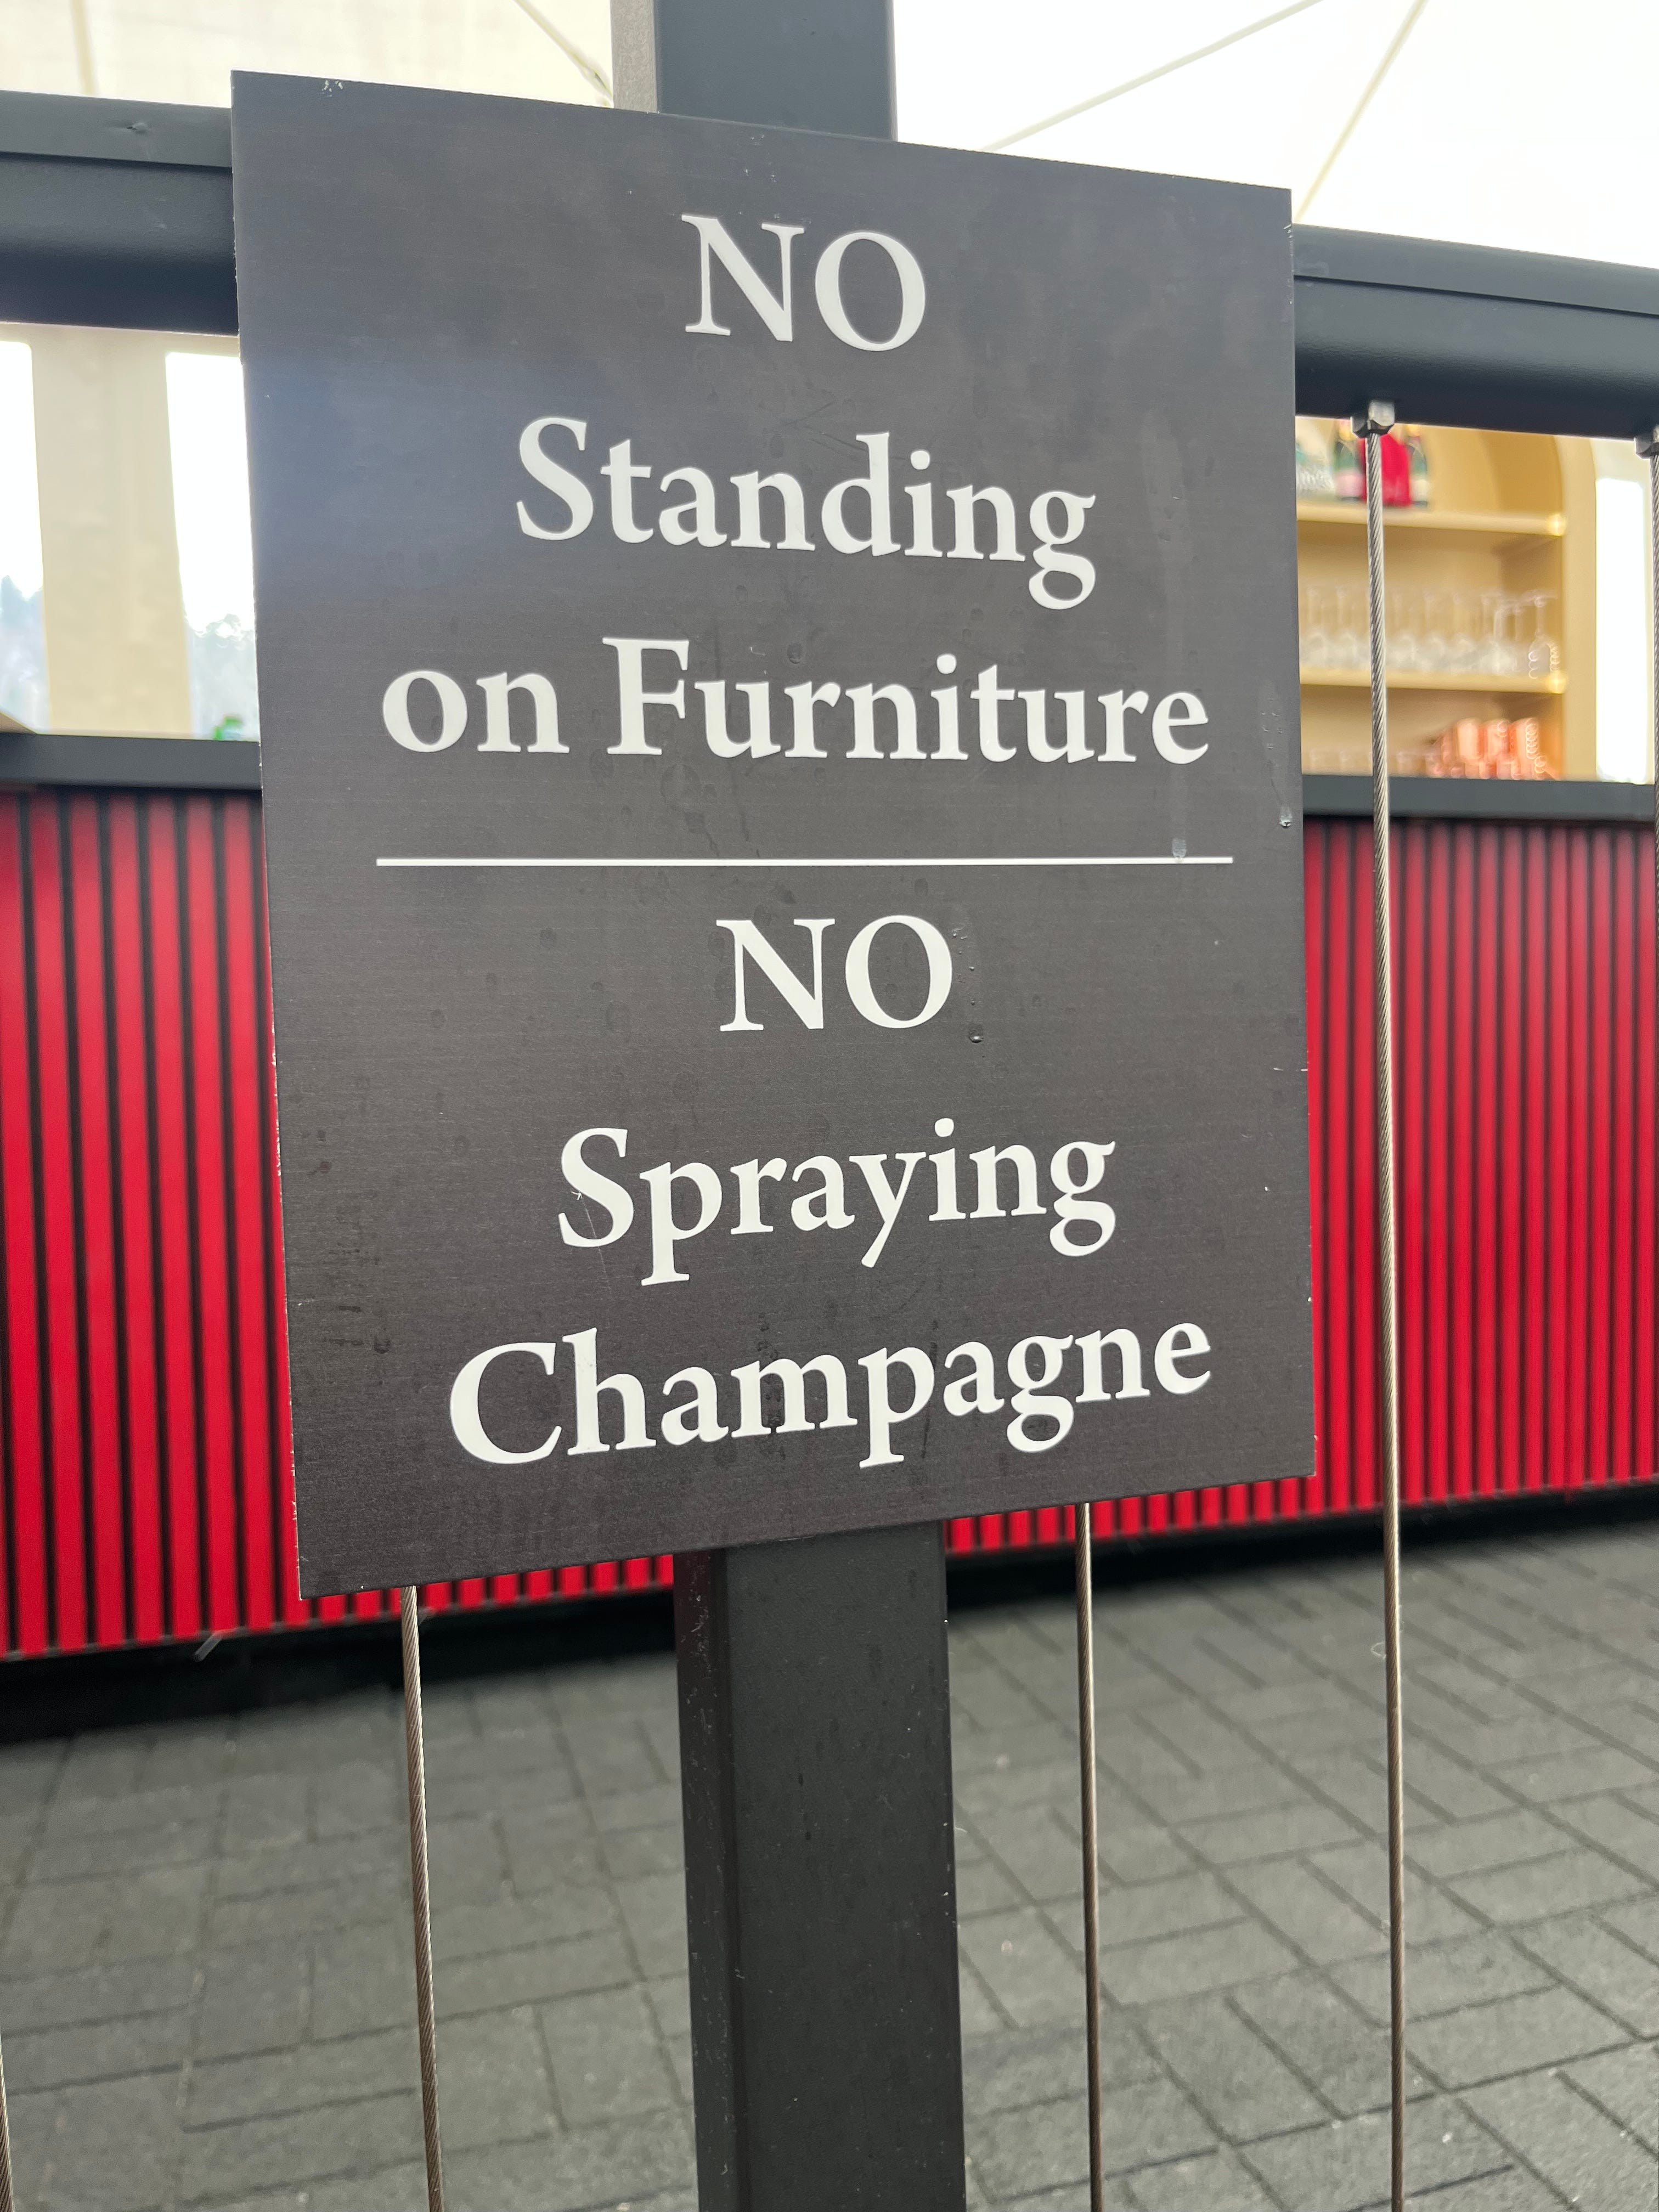 NO
Standing
on Furniture
NO
Spraying
Champagne